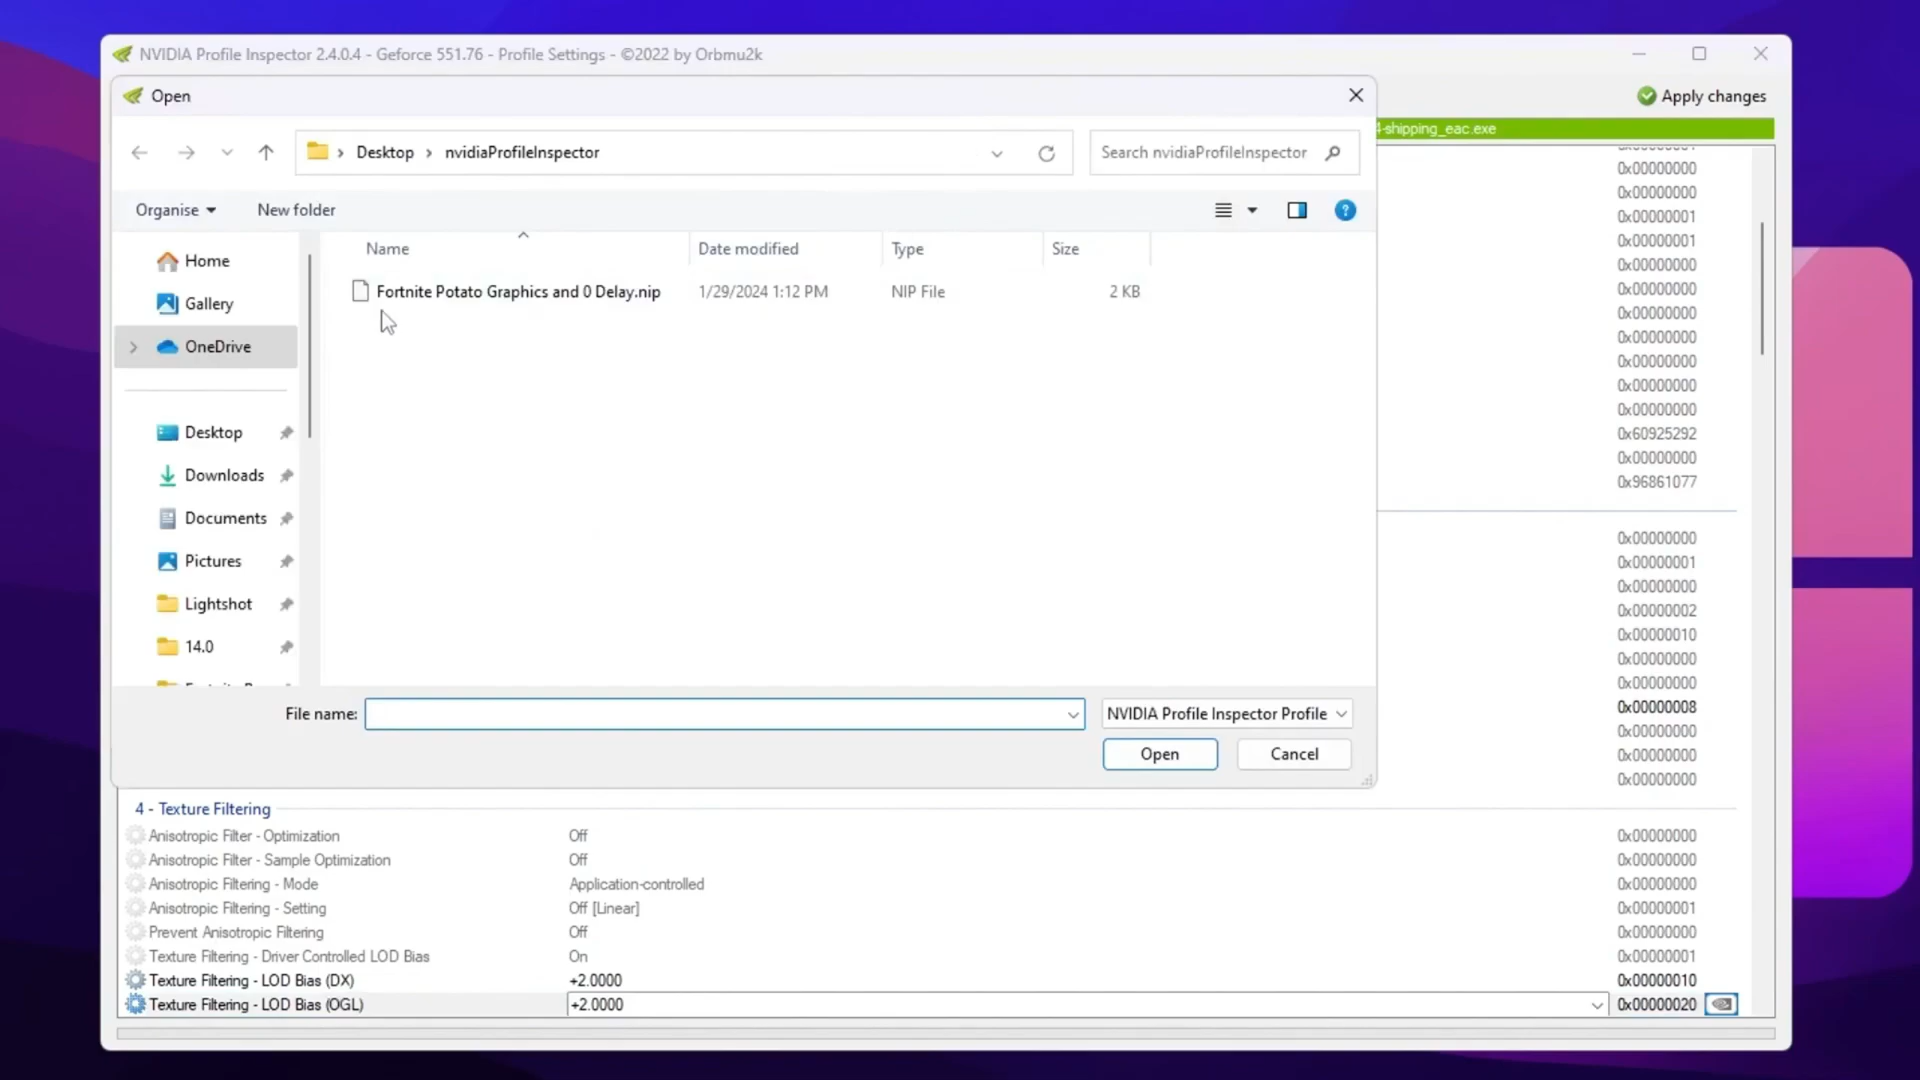 NVIDIA Profile Inspector 2.4.0.4 - Geforce 551.76 - Profile Settings - ©2022 by Orbmu2k
Open
Apply changes
4-shipping_eac.exe
Desktop
nvidiaProfileInspector
Search nvidiaProfileInspector
Organise
New folder
?
Name
Date modified
Type
Size
Fortnite Potato Graphics and 0 Delay.nip
1/29/2024 1:12 PM
NIP File
2 KB
Home
Gallery
OneDrive
Desktop
Downloads
Documents
Pictures
Lightshot
14.0
File name:
NVIDIA Profile Inspector Profile
Open
Cancel
0x00000000
0x00000000
0x00000001
0x00000001
0x00000000
0x00000000
0x00000000
0x00000000
0x00000000
0x00000000
0x00000000
0x60925292
0x00000000
0x96861077
0x00000000
0x00000001
0x00000000
0x00000002
0x00000010
0x00000000
0x00000000
0x00000008
0x00000000
0x00000000
0x00000000
4 - Texture Filtering
Anisotropic Filter - Optimization Off 0x00000000
Anisotropic Filter - Sample Optimization Off 0x00000000
Anisotropic Filtering - Mode Application-controlled 0x00000000
Anisotropic Filtering - Setting Off [Linear] 0x00000001
Prevent Anisotropic Filtering Off 0x00000000
Texture Filtering - Driver Controlled LOD Bias On 0x00000001
Texture Filtering - LOD Bias (DX) +2.0000 0x00000010
Texture Filtering - LOD Bias (OGL) +2.0000 0x00000020